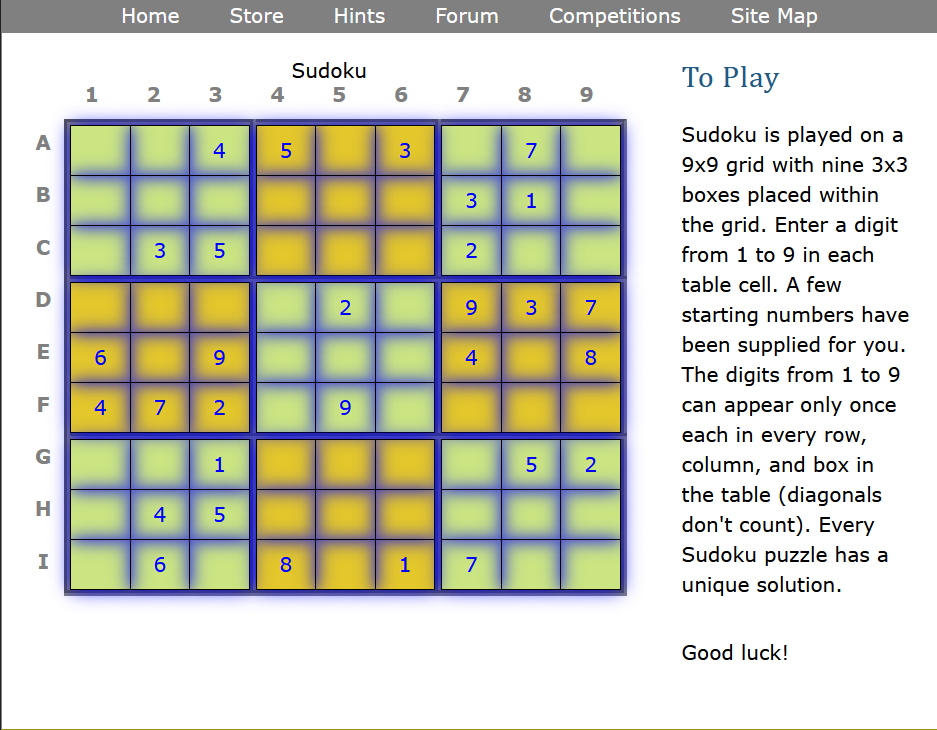 Home Store Hints Forum Competitions Site Map
Sudoku
1 2 3 4 5 6 7 8 9
A 4 5 3 7
B 3 1
C 3 5 2
D 2 9 3 7
E 6 9 4 8
F 4 7 2 9
G 1 5 2
H 4 5
I 6 8 1 7
To Play
Sudoku is played on a
9x9 grid with nine 3x3
boxes placed within
the grid. Enter a digit
from 1 to 9 in each
table cell. A few
starting numbers have
been supplied for you.
The digits from 1 to 9
can appear only once
each in every row,
column, and box in
the table (diagonals
don't count). Every
Sudoku puzzle has a
unique solution.
Good luck!